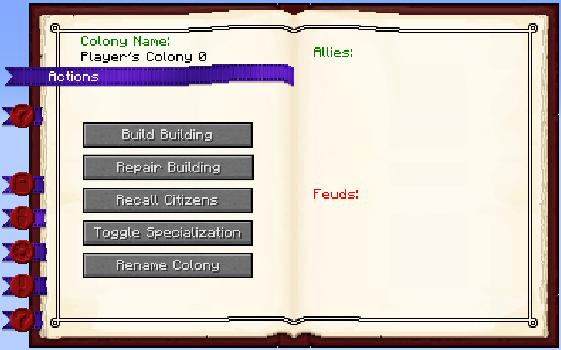 Colony Name:
Player's Colony 0
Actions
Build Building
Repair Building
Recall Citizens
Toggle Specialization
Rename Colony
Allies:
Feuds: